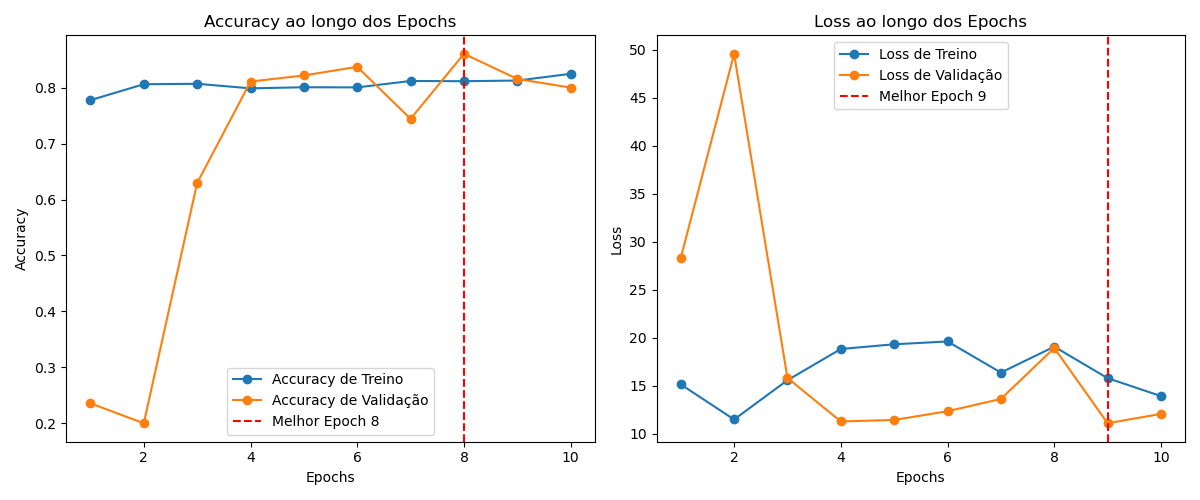 Accuracy ao longo dos Epochs
0.8
0.7
0.6
0.5
0.4
0.3
0.2
Accuracy
2
4
6
8
10
Epochs
Accuracy de Treino
Accuracy de Validação
Melhor Epoch 8
Loss ao longo dos Epochs
50
45
40
35
30
25
20
15
10
Loss
2
4
6
8
10
Epochs
Loss de Treino
Loss de Validação
Melhor Epoch 9